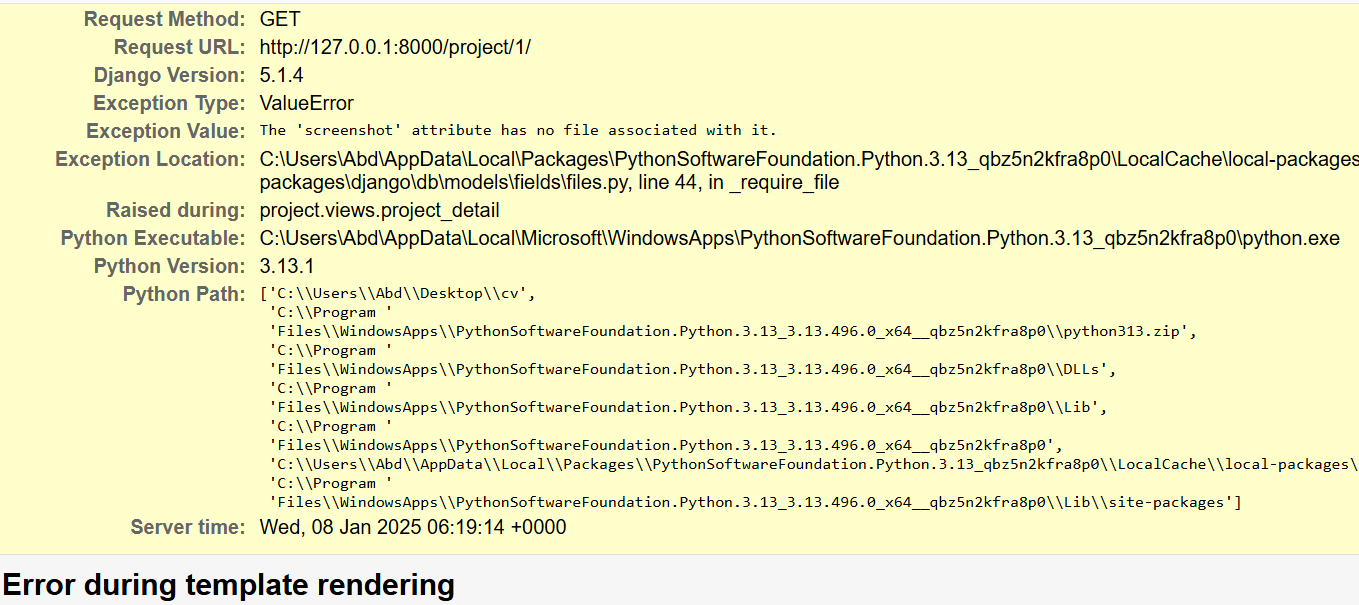 Request Method: GET
Request URL: http://127.0.0.1:8000/project/1/
Django Version: 5.1.4
Exception Type: ValueError
Exception Value: The 'screenshot' attribute has no file associated with it.
Exception Location: C:\Users\Abd\AppData\Local\Packages\PythonSoftwareFoundation.Python.3.13_qbz5n2kfra8p0\LocalCache\local-packages
packages\django\db\models\fields\files.py, line 44, in _require_file
Raised during: project.views.project_detail
Python Executable: C:\Users\Abd\AppData\Local\Microsoft\WindowsApps\PythonSoftwareFoundation.Python.3.13_qbz5n2kfra8p0\python.exe
Python Version: 3.13.1
Python Path: ['C:\\Users\\Abd\\Desktop\\cv',
'C:\\Program '
'Files\\WindowsApps\\PythonSoftwareFoundation.Python.3.13_3.13.496.0_x64__qbz5n2kfra8p0\\python313.zip',
'C:\\Program '
'Files\\WindowsApps\\PythonSoftwareFoundation.Python.3.13_3.13.496.0_x64__qbz5n2kfra8p0\\DLLs',
'C:\\Program '
'Files\\WindowsApps\\PythonSoftwareFoundation.Python.3.13_3.13.496.0_x64__qbz5n2kfra8p0\\Lib',
'C:\\Program '
'Files\\WindowsApps\\PythonSoftwareFoundation.Python.3.13_3.13.496.0_x64__qbz5n2kfra8p0',
'C:\\Users\\Abd\\AppData\\Local\\Packages\\PythonSoftwareFoundation.Python.3.13_qbz5n2kfra8p0\\LocalCache\\local-packages\
'C:\\Program '
'Files\\WindowsApps\\PythonSoftwareFoundation.Python.3.13_3.13.496.0_x64__qbz5n2kfra8p0\\Lib\\site-packages']
Server time: Wed, 08 Jan 2025 06:19:14 +0000
Error during template rendering